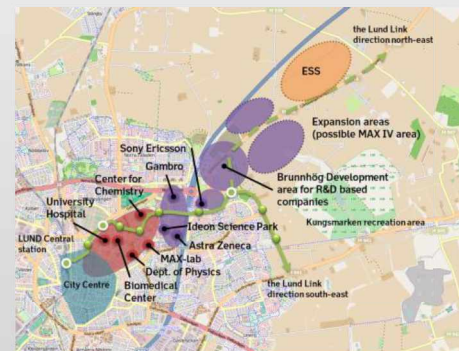 the Lund Link
direction north-east
ESS
Expansion areas
(possible MAX IV area)
Sony Ericsson
Gambro
Center for
Chemistry
Brunnhög Development
area for R&D based
companies
University
Hospital
Kungsmarken recreation area
Ideon Science Park
LUND Central
station
Astra Zeneca
MAX-lab
Dept. of Physics
City Centre
Biomedical
Center
the Lund Link
direction south-east